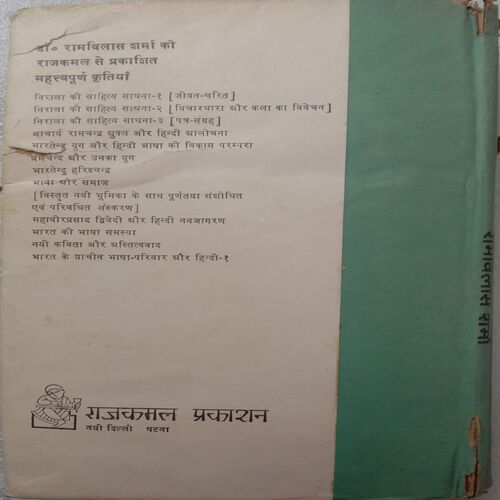 डॉ० रामविलास शर्मा की
राजकमल से प्रकाशित
महत्त्वपूर्ण कृतियाँ
निराला की साहित्य साधना-१ [जीवन-चरित]
निराला की साहित्य साधना-२ [विचारधारा और कला का विवेचन]
निराला की साहित्य साधना-३ [पत्र-संग्रह]
आचार्य रामचन्द्र शुक्ल और हिन्दी आलोचना
भारतेन्दु युग और हिन्दी भाषा की विकास परम्परा
प्रेमचन्द और उनका युग
भारतेन्दु हरिश्चन्द्र
भाषा और समाज
[विस्तृत नयी भूमिका के साथ पूर्णतया संशोधित
एवं परिवर्धित संस्करण]
महावीरप्रसाद द्विवेदी और हिन्दी नवजागरण
भारत की भाषा समस्या
नयी कविता और अस्तित्ववाद
भारत के प्राचीन भाषा-परिवार और हिन्दी-१
राजकमल प्रकाशन
नयी दिल्ली पटना
रामविलास शर्मा